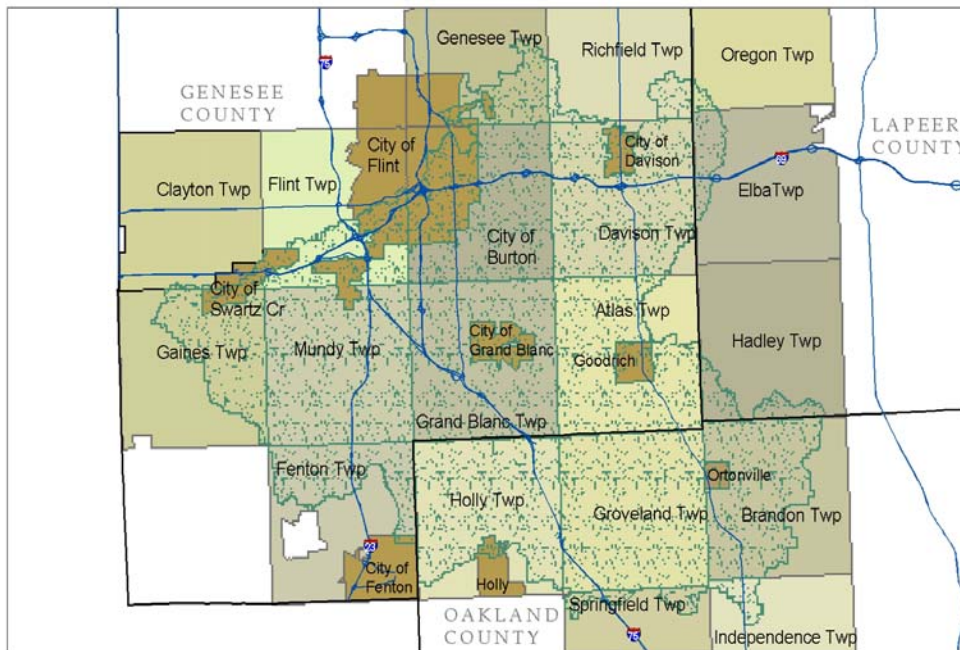 Genesee Twp
Richfield Twp
Oregon Twp
75
GENESEE
COUNTY
LAPEER
COUNTY
City of
Flint
City of
Davison
69
Clayton Twp
Flint Twp
ElbaTwp
City of
Burton
Davison Twp
City of
Swartz Cr
Atlas Twp
Gaines Twp
Mundy Twp
City of
Grand Blanc
Goodrich
Hadley Twp
Grand Blanc Twp
Fenton Twp
Holly Twp
Groveland Twp
Ortonville
Brandon Twp
23
City of
Fenton
Holly
OAKLAND
COUNTY
Springfield Twp
75
Independence Twp